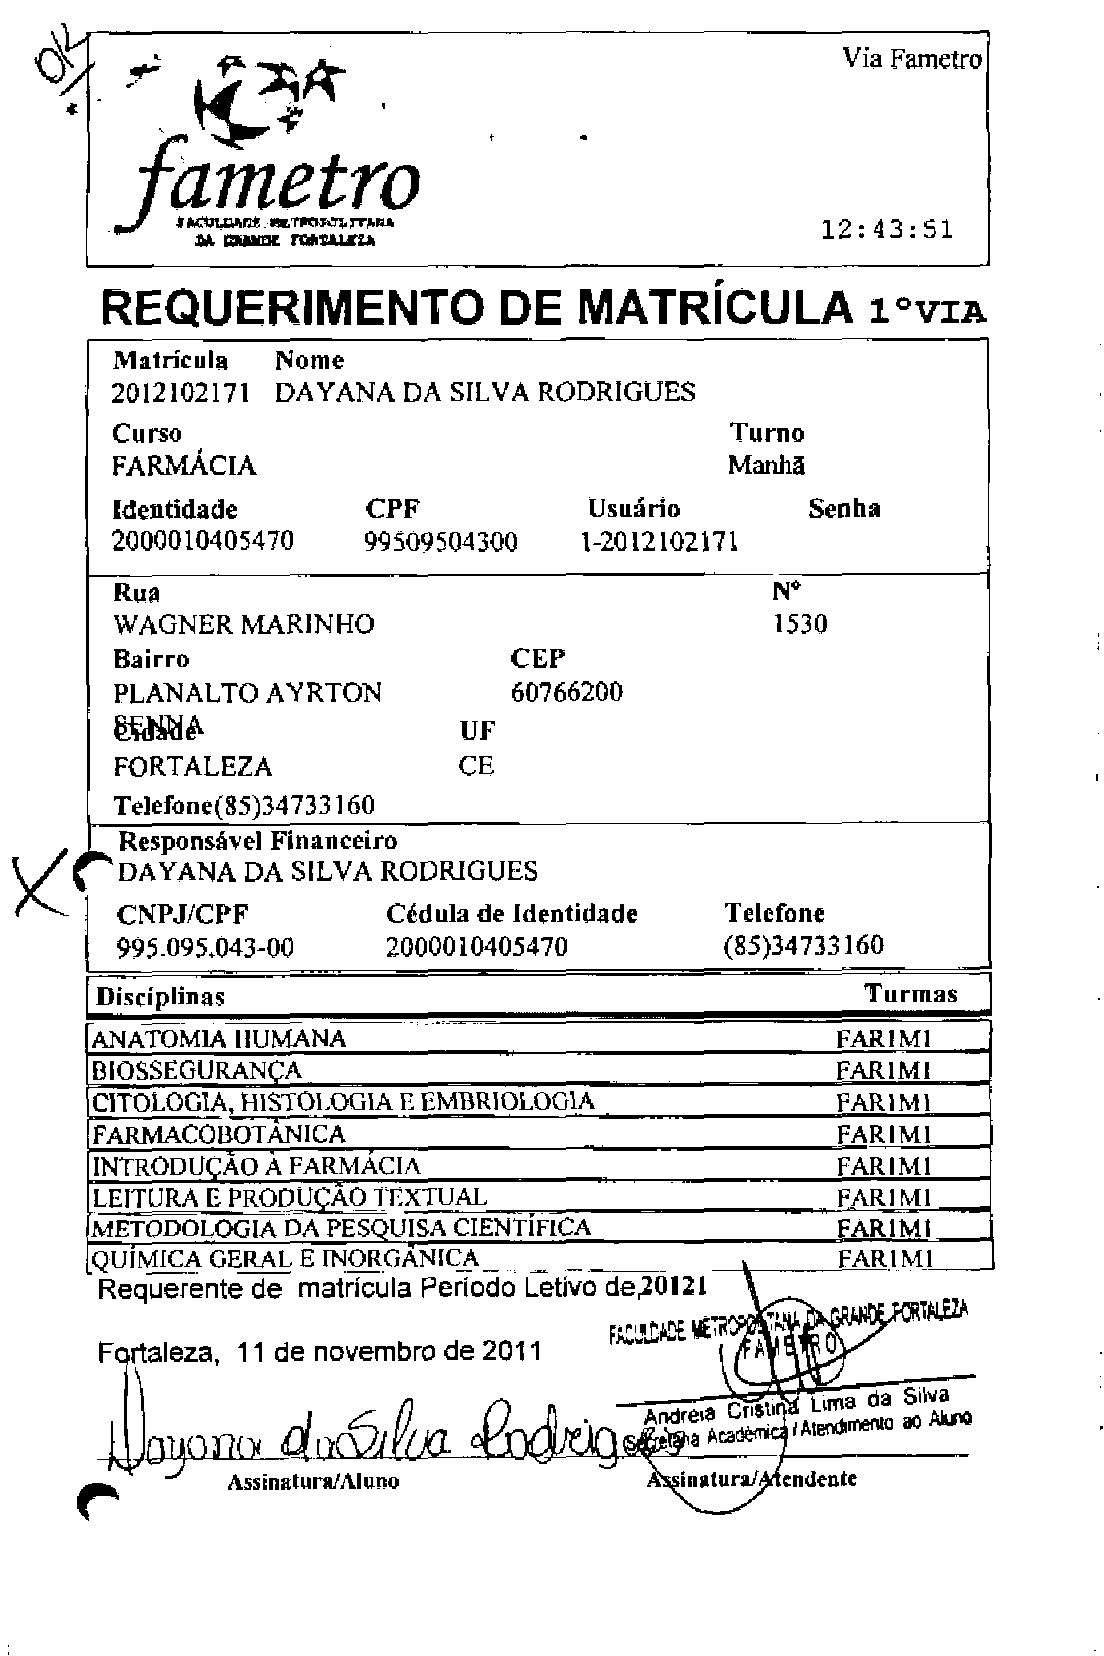 OK
Via Fametro
fametro
FACULDADE METROPOLITANA
DA GRANDE FORTALEZA
12:43:51
REQUERIMENTO DE MATRÍCULA 1ºVIA
Matrícula Nome
2012102171 DAYANA DA SILVA RODRIGUES
Curso Turno
FARMÁCIA Manhã
Identidade CPF Usuário Senha
2000010405470 99509504300 1-2012102171
Rua Nº
WAGNER MARINHO 1530
Bairro CEP
PLANALTO AYRTON 60766200
SENNA
Cidade UF
FORTALEZA CE
Telefone(85)34733160
Responsável Financeiro
X DAYANA DA SILVA RODRIGUES
CNPJ/CPF Cédula de Identidade Telefone
995.095.043-00 2000010405470 (85)34733160
Disciplinas Turmas
ANATOMIA HUMANA FAR1M1
BIOSSEGURANÇA FAR1M1
CITOLOGIA, HISTOLOGIA E EMBRIOLOGIA FAR1M1
FARMACOBOTÂNICA FAR1M1
INTRODUÇÃO À FARMÁCIA FAR1M1
LEITURA E PRODUÇÃO TEXTUAL FAR1M1
METODOLOGIA DA PESQUISA CIENTÍFICA FAR1M1
QUÍMICA GERAL E INORGÂNICA FAR1M1
Requerente de matrícula Período Letivo de,20121
FACULDADE METROPOLITANA DA GRANDE FORTALEZA
FAMETRO
Fortaleza, 11 de novembro de 2011
Andréia Cristina Lima da Silva
Secretaria Acadêmica / Atendimento ao Aluno
Dayana da Silva Rodrigues
Assinatura/Aluno Assinatura/Atendente